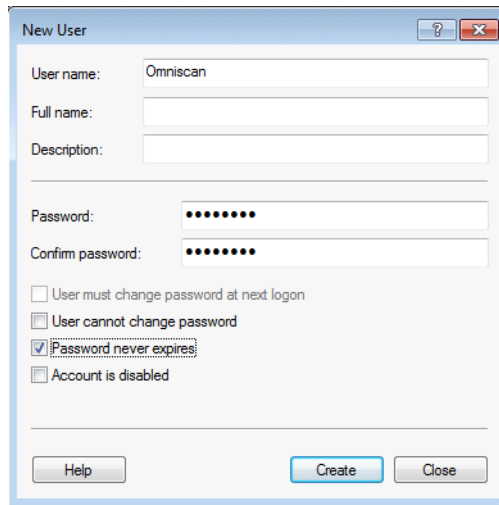 New User
User name: Omniscan
Full name:
Description:
Password: ••••••••
Confirm password: ••••••••
User must change password at next logon
User cannot change password
Password never expires
Account is disabled
Help Create Close